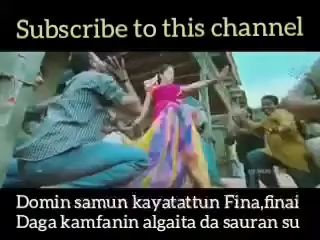 Subscribe to this channel
Domin samun kayatattun Fina,finai
Daga kamfanin algaita da sauran su